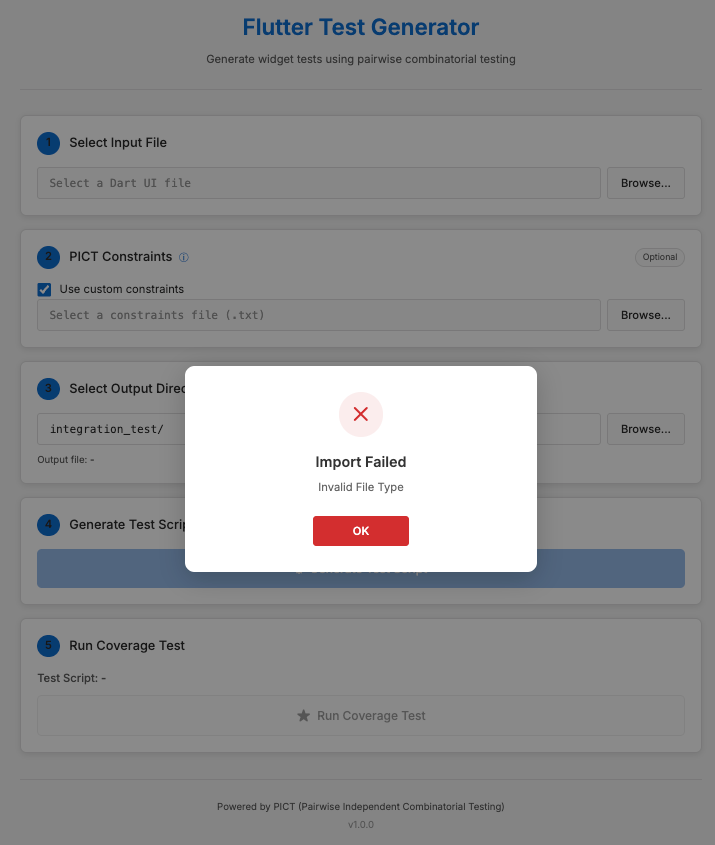 Flutter Test Generator
Generate widget tests using pairwise combinatorial testing
1 Select Input File
Select a Dart UI file Browse...
2 PICT Constraints ⓘ Optional
Use custom constraints
Select a constraints file (.txt) Browse...
3 Select Output Direc
integration_test/ Browse...
Output file: -
Import Failed
Invalid File Type
OK
4 Generate Test Scrip
5 Run Coverage Test
Test Script: -
Run Coverage Test
Powered by PICT (Pairwise Independent Combinatorial Testing)
v1.0.0